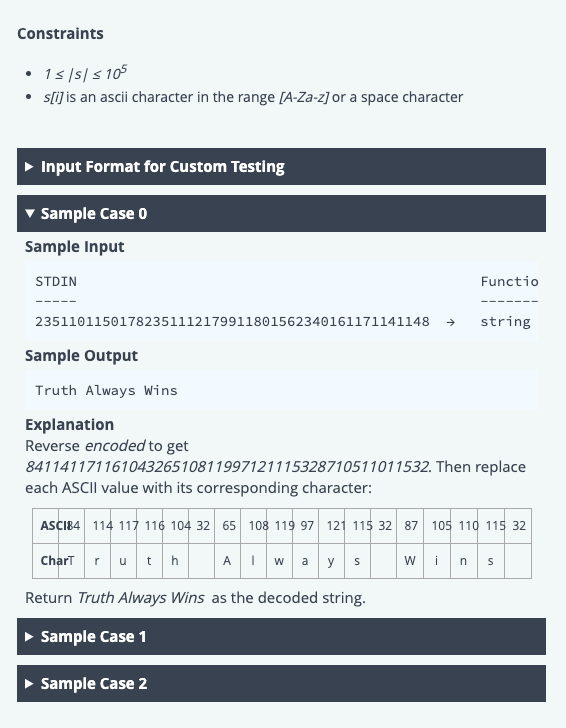 Constraints
• 1 ≤ |s| ≤ 10^5
• s[i] is an ascii character in the range [A-Za-z] or a space character
▶ Input Format for Custom Testing
▼ Sample Case 0
Sample Input
STDIN Functio
----- -------
23511011501782351112179911801562340161171141148 → string
Sample Output
Truth Always Wins
Explanation
Reverse encoded to get
8411411711610432651081199712111532871051101​1532. Then replace
each ASCII value with its corresponding character:
ASCII 84 114 117 116 104 32 65 108 119 97 121 115 32 87 105 110 115 32
Char T r u t h A l w a y s W i n s
Return Truth Always Wins as the decoded string.
▶ Sample Case 1
▶ Sample Case 2